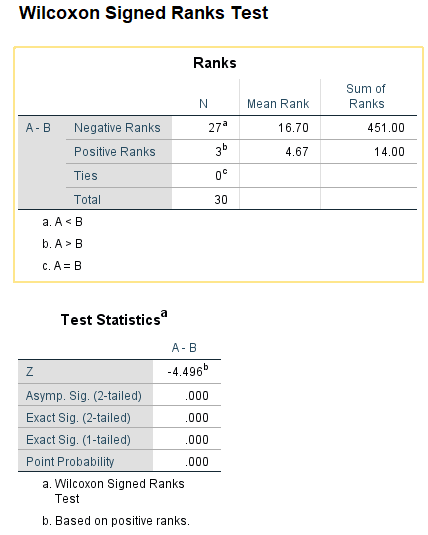 Wilcoxon Signed Ranks Test
Ranks
N Mean Rank Sum of Ranks
A - B Negative Ranks 27a 16.70 451.00
Positive Ranks 3b 4.67 14.00
Ties 0c
Total 30
a. A < B
b. A > B
c. A = B
Test Statisticsa
A - B
Z -4.496b
Asymp. Sig. (2-tailed) .000
Exact Sig. (2-tailed) .000
Exact Sig. (1-tailed) .000
Point Probability .000
a. Wilcoxon Signed Ranks
Test
b. Based on positive ranks.